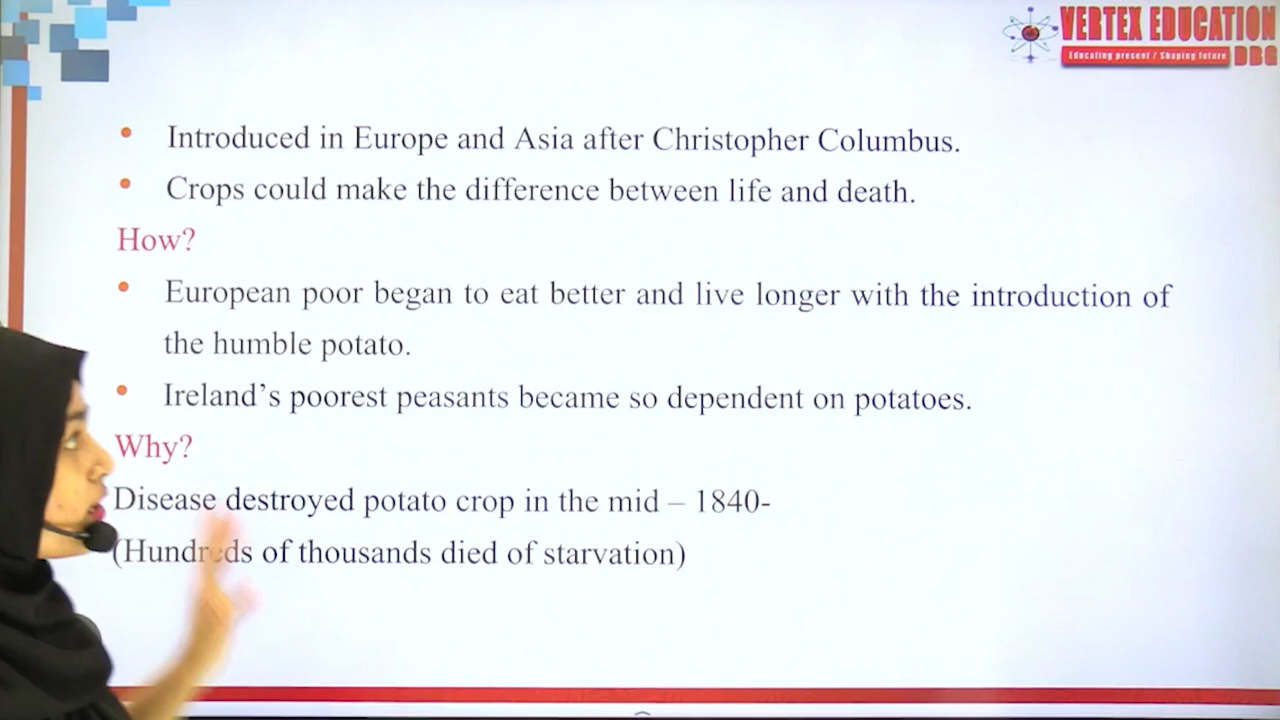 VERTEX EDUCATION
Educating present / Shaping future DBG
Introduced in Europe and Asia after Christopher Columbus.
Crops could make the difference between life and death.
How?
European poor began to eat better and live longer with the introduction of
the humble potato.
Ireland's poorest peasants became so dependent on potatoes.
Why?
Disease destroyed potato crop in the mid – 1840-
(Hundreds of thousands died of starvation)